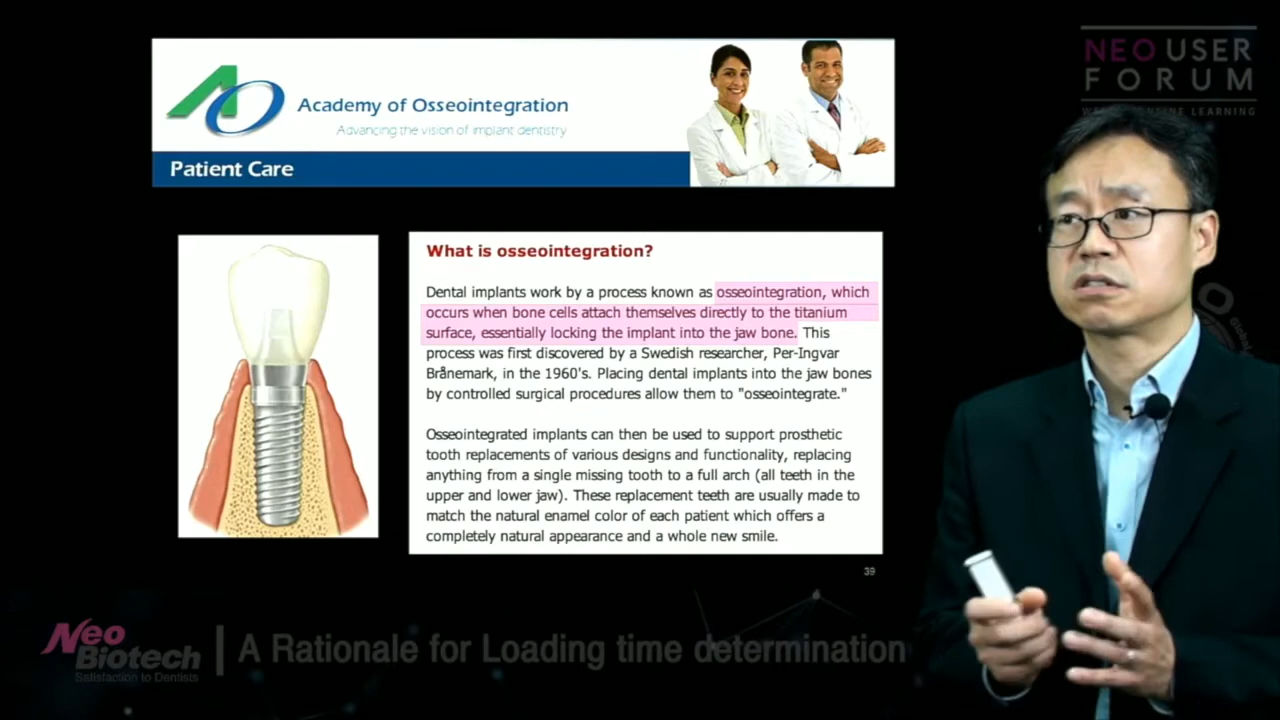 NEO USER
FORUM
Academy of Osseointegration
Advancing the vision of implant dentistry
Patient Care
What is osseointegration?
Dental implants work by a process known as osseointegration, which
occurs when bone cells attach themselves directly to the titanium
surface, essentially locking the implant into the jaw bone. This
process was first discovered by a Swedish researcher, Per-Ingvar
Brånemark, in the 1960's. Placing dental implants into the jaw bones
by controlled surgical procedures allow them to "osseointegrate."
Osseointegrated implants can then be used to support prosthetic
tooth replacements of various designs and functionality, replacing
anything from a single missing tooth to a full arch (all teeth in the
upper and lower jaw). These replacement teeth are usually made to
match the natural enamel color of each patient which offers a
completely natural appearance and a whole new smile.
39
Neo
Biotech
Satisfaction to Dentists
A Rationale for Loading time determination